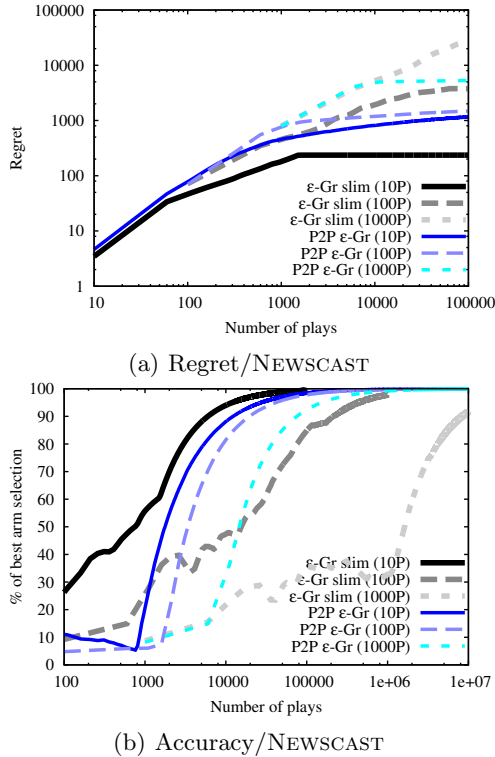 100000
10000
1000
100
10
1
10
100
1000
10000
100000
Regret
Number of plays
ε-Gr slim (10P)
ε-Gr slim (100P)
ε-Gr slim (1000P)
P2P ε-Gr (10P)
P2P ε-Gr (100P)
P2P ε-Gr (1000P)
(a) Regret/NEWSCAST
100
90
80
70
60
50
40
30
20
10
0
100
1000
10000
100000
1e+06
1e+07
% of best arm selection
Number of plays
ε-Gr slim (10P)
ε-Gr slim (100P)
ε-Gr slim (1000P)
P2P ε-Gr (10P)
P2P ε-Gr (100P)
P2P ε-Gr (1000P)
(b) Accuracy/NEWSCAST